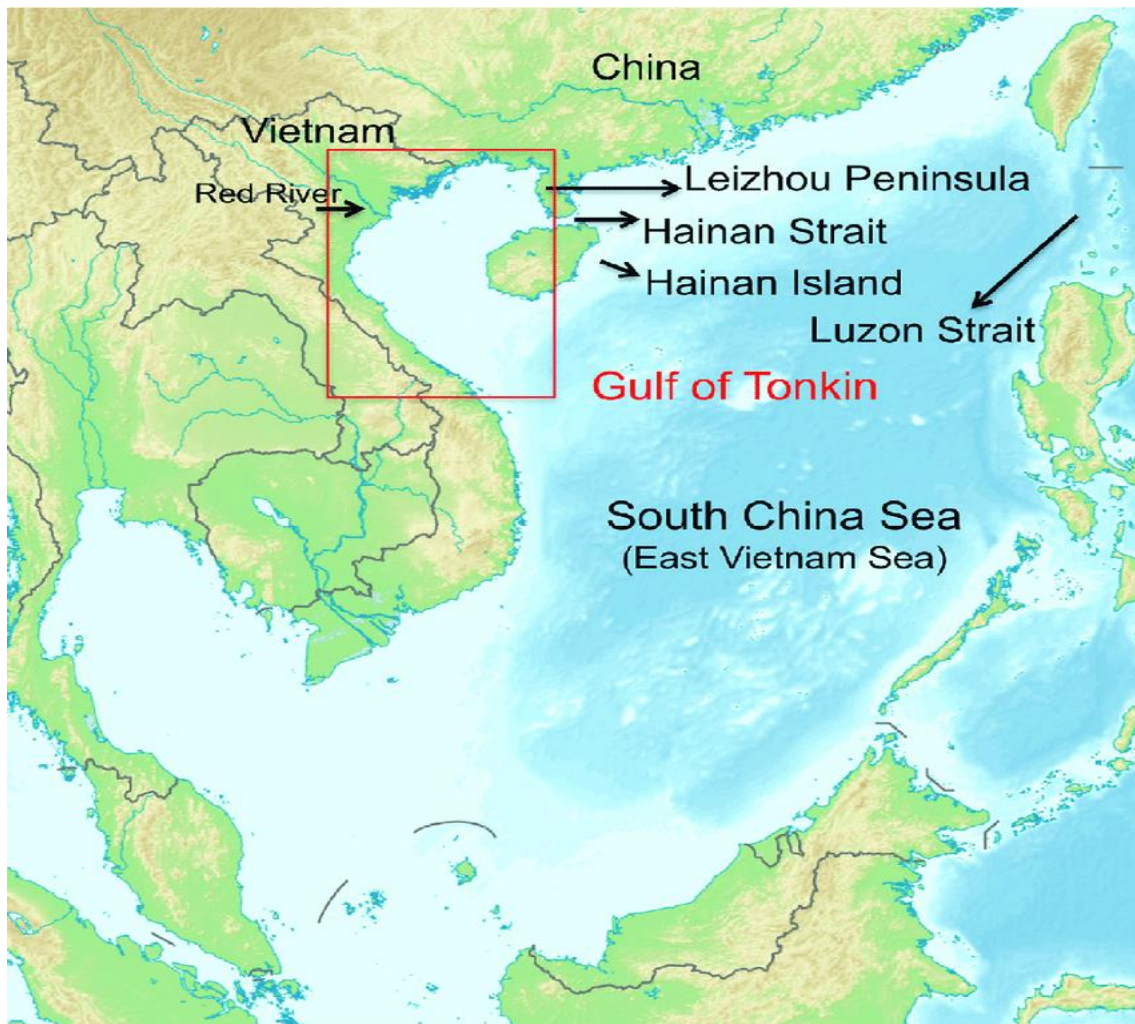 China
Vietnam
Red River
Leizhou Peninsula
Hainan Strait
Hainan Island
Luzon Strait
Gulf of Tonkin
South China Sea
(East Vietnam Sea)